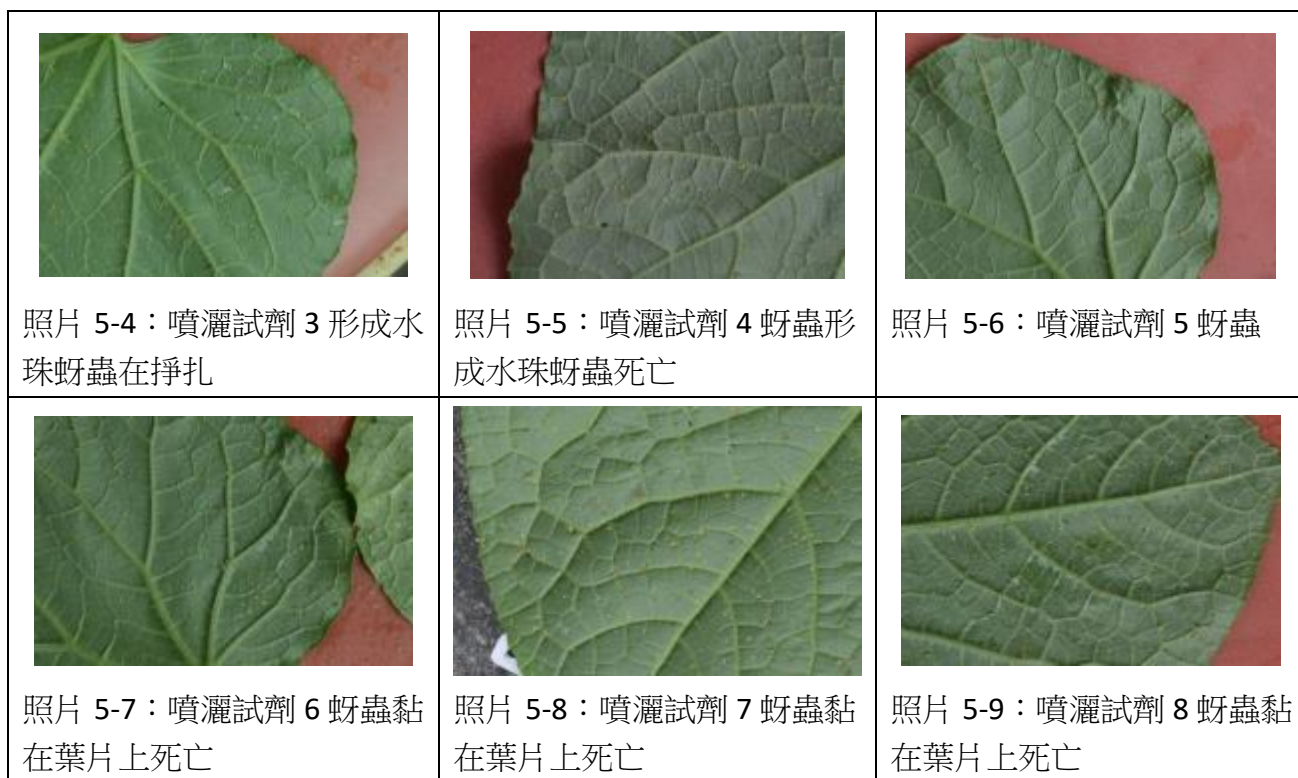 照片 5-4：噴灑試劑 3 形成水
珠蚜蟲在掙扎
照片 5-5：噴灑試劑 4 蚜蟲形
成水珠蚜蟲死亡
照片 5-6：噴灑試劑 5 蚜蟲
照片 5-7：噴灑試劑 6 蚜蟲黏
在葉片上死亡
照片 5-8：噴灑試劑 7 蚜蟲黏
在葉片上死亡
照片 5-9：噴灑試劑 8 蚜蟲黏
在葉片上死亡